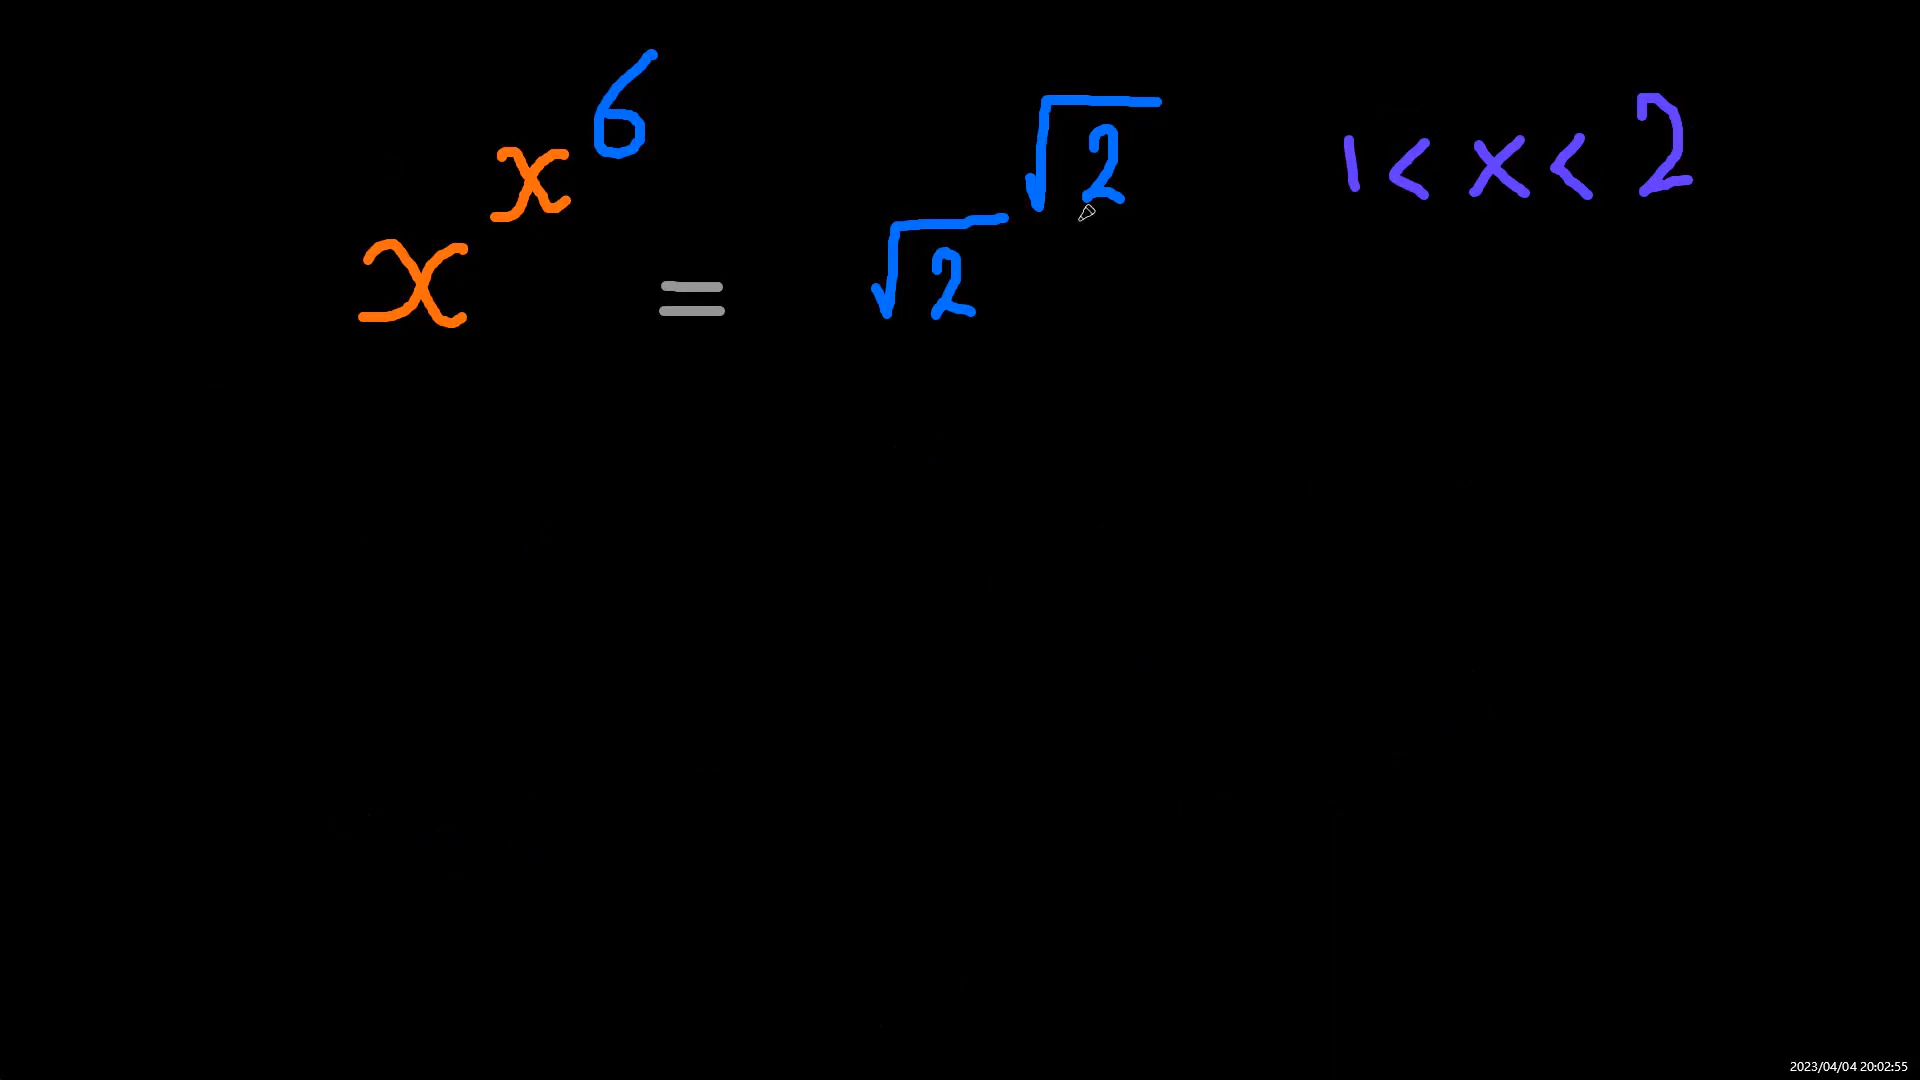 x^{x^6} = √2^{√2} 1 < x < 2
2023/04/04 20:02:55